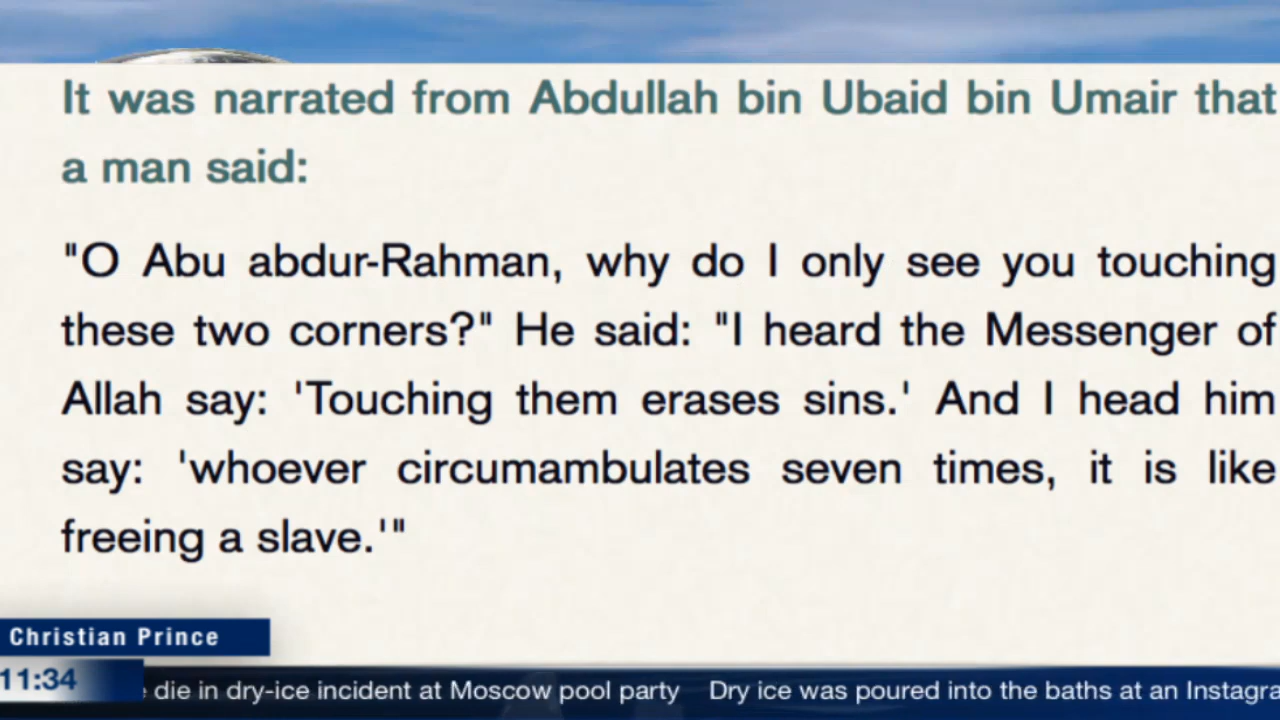 It was narrated from Abdullah bin Ubaid bin Umair that
a man said:
"O Abu abdur-Rahman, why do I only see you touching
these two corners?" He said: "I heard the Messenger of
Allah say: 'Touching them erases sins.' And I head him
say: 'whoever circumambulates seven times, it is like
freeing a slave.'"
Christian Prince
11:34
die in dry-ice incident at Moscow pool party Dry ice was poured into the baths at an Instagra